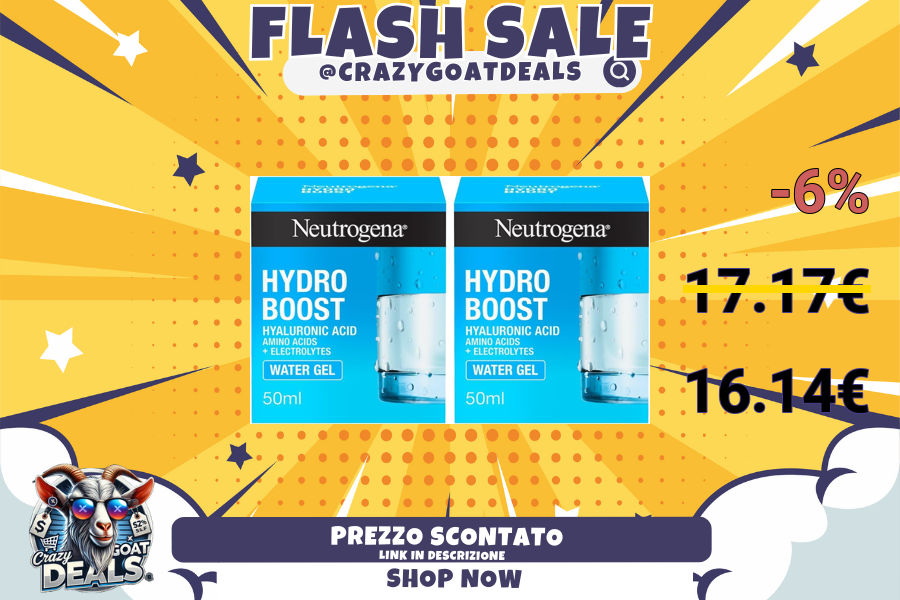 FLASH SALE
@CRAZYGOATDEALS
-6%
17.17€
16.14€
Neutrogena®
HYDRO
BOOST
HYALURONIC ACID
AMINO ACIDS
+ ELECTROLYTES
WATER GEL
50ml
Neutrogena®
HYDRO
BOOST
HYALURONIC ACID
AMINO ACIDS
+ ELECTROLYTES
WATER GEL
50ml
$
52%
Crazy
GOAT
DEALS
PREZZO SCONTATO
LINK IN DESCRIZIONE
SHOP NOW